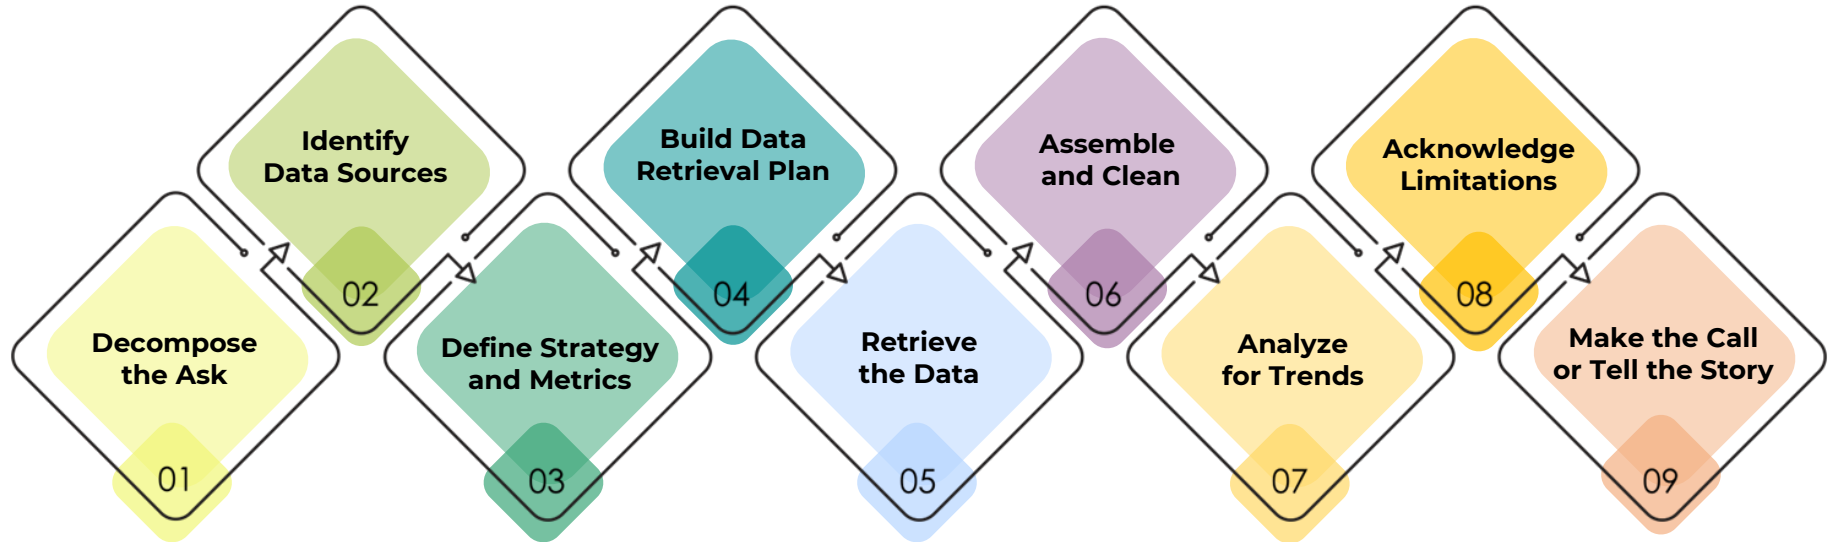 Decompose
the Ask
01
Identify
Data Sources
02
Define Strategy
and Metrics
03
Build Data
Retrieval Plan
04
Retrieve
the Data
05
Assemble
and Clean
06
Analyze
for Trends
07
Acknowledge
Limitations
08
Make the Call
or Tell the Story
09